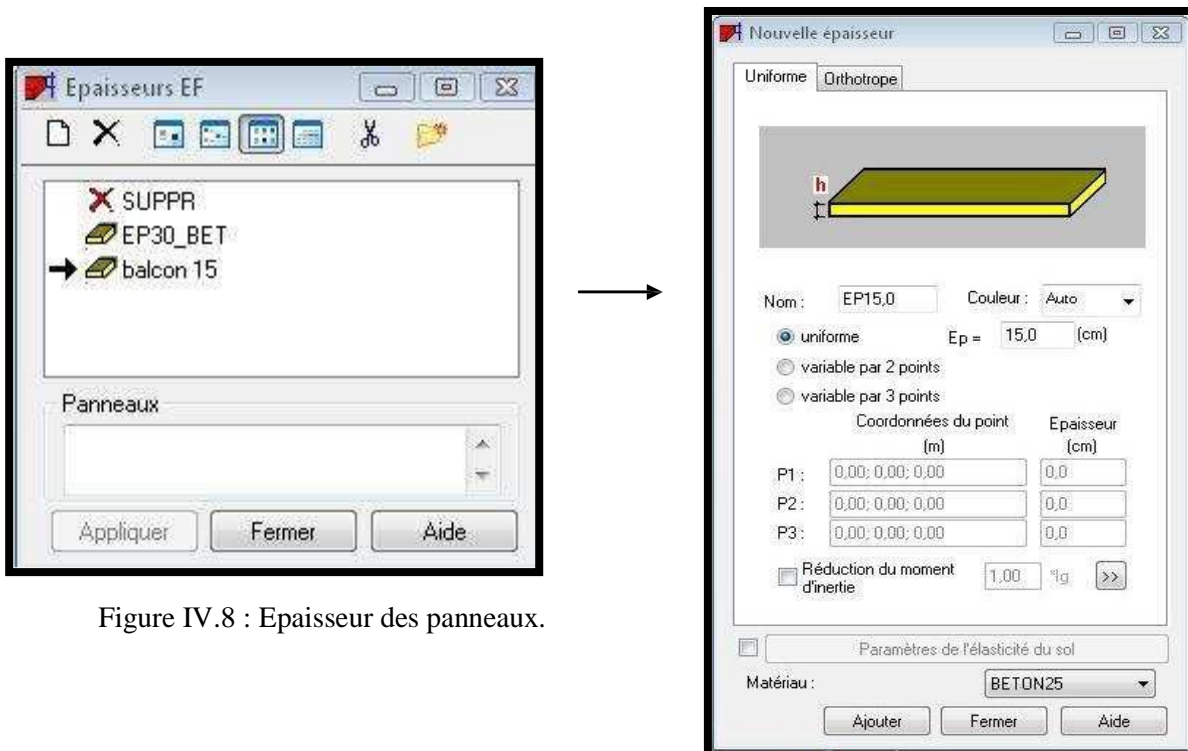 Epaisseurs EF
SUPPR
EP30_BET
balcon 15
Panneaux
Appliquer Fermer Aide
Figure IV.8 : Epaisseur des panneaux.
Nouvelle épaisseur
Uniforme Orthotrope
h
Nom : EP15,0 Couleur : Auto
uniforme Ep = 15,0 (cm)
variable par 2 points
variable par 3 points
Coordonnées du point Epaisseur
(m) (cm)
P1 : 0,00; 0,00; 0,00 0,0
P2 : 0,00; 0,00; 0,00 0,0
P3 : 0,00; 0,00; 0,00 0,0
Réduction du moment
d'inertie 1,00 *Ig >>
Paramètres de l'élasticité du sol
Matériau : BETON25
Ajouter Fermer Aide